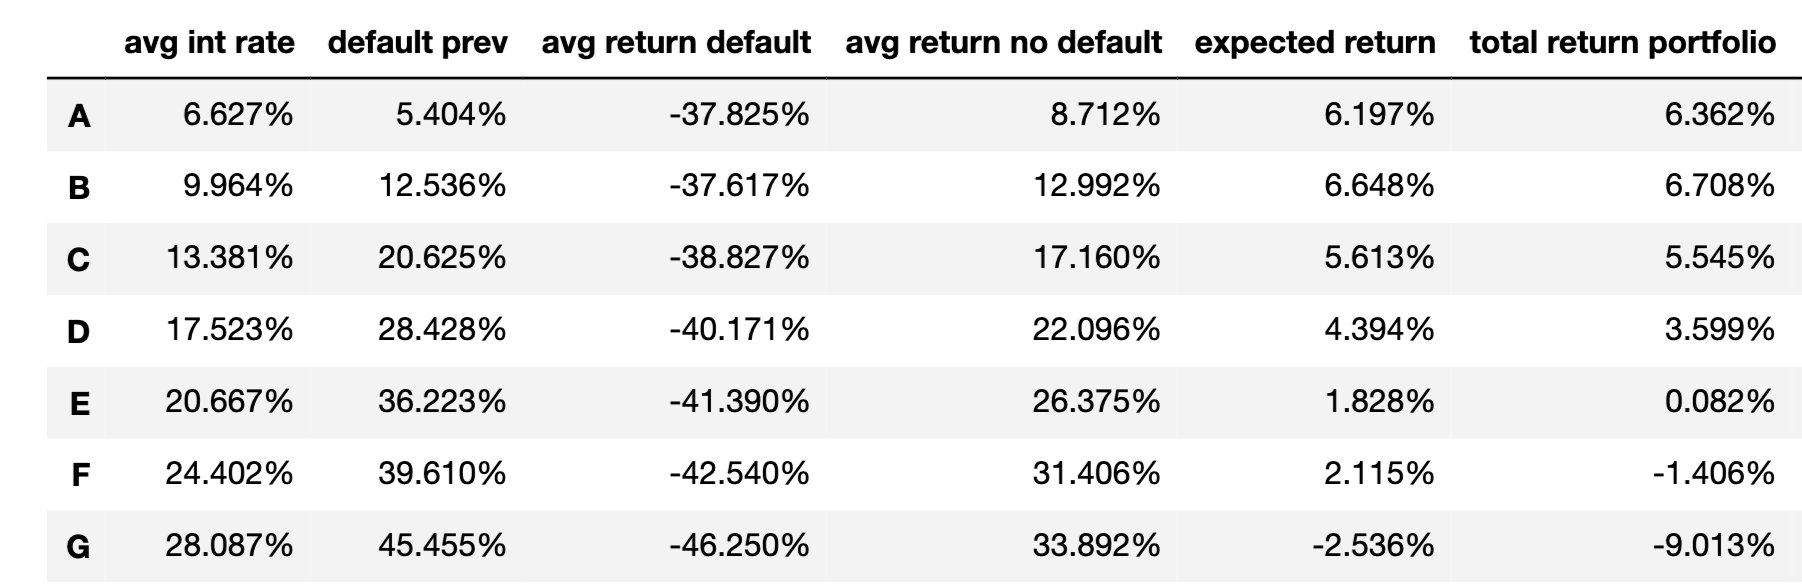 avg int rate default prev avg return default avg return no default expected return total return portfolio
A 6.627% 5.404% -37.825% 8.712% 6.197% 6.362%
B 9.964% 12.536% -37.617% 12.992% 6.648% 6.708%
C 13.381% 20.625% -38.827% 17.160% 5.613% 5.545%
D 17.523% 28.428% -40.171% 22.096% 4.394% 3.599%
E 20.667% 36.223% -41.390% 26.375% 1.828% 0.082%
F 24.402% 39.610% -42.540% 31.406% 2.115% -1.406%
G 28.087% 45.455% -46.250% 33.892% -2.536% -9.013%